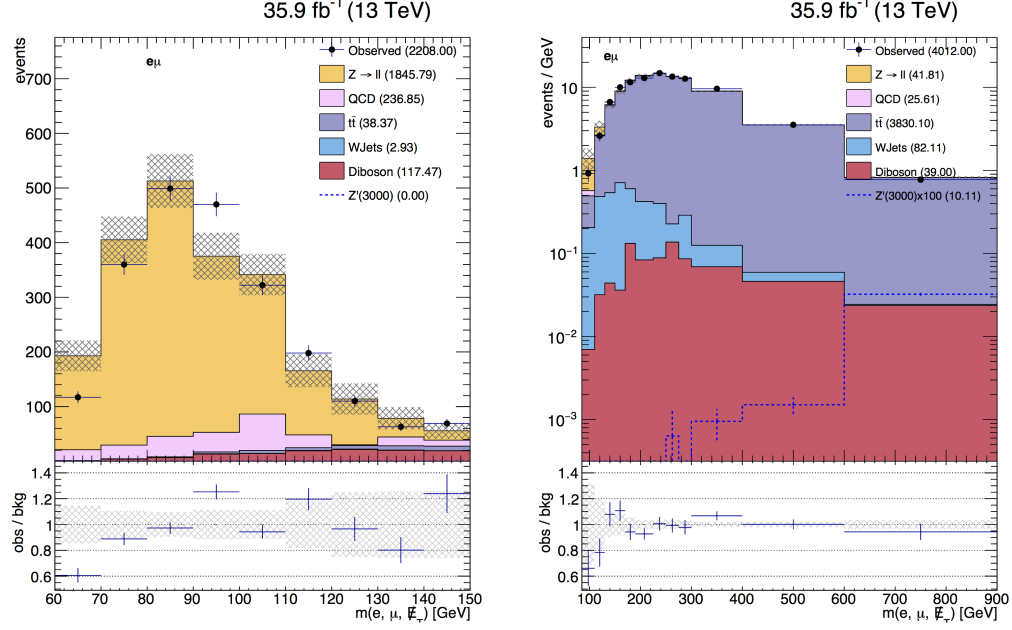 35.9 fb⁻¹ (13 TeV)
events
eμ
Observed (2208.00)
Z → ll (1845.79)
QCD (236.85)
tt̄ (38.37)
WJets (2.93)
Diboson (117.47)
Z'(3000) (0.00)
700
600
500
400
300
200
100
obs / bkg
1.4
1.2
1
0.8
0.6
60 70 80 90 100 110 120 130 140 150
m(e, μ, E̸_T) [GeV]
35.9 fb⁻¹ (13 TeV)
events / GeV
eμ
Observed (4012.00)
Z → ll (41.81)
QCD (25.61)
tt̄ (3830.10)
WJets (82.11)
Diboson (39.00)
Z'(3000)x100 (10.11)
10
1
10⁻¹
10⁻²
10⁻³
obs / bkg
1.4
1.2
1
0.8
0.6
100 200 300 400 500 600 700 800 900
m(e, μ, E̸_T) [GeV]